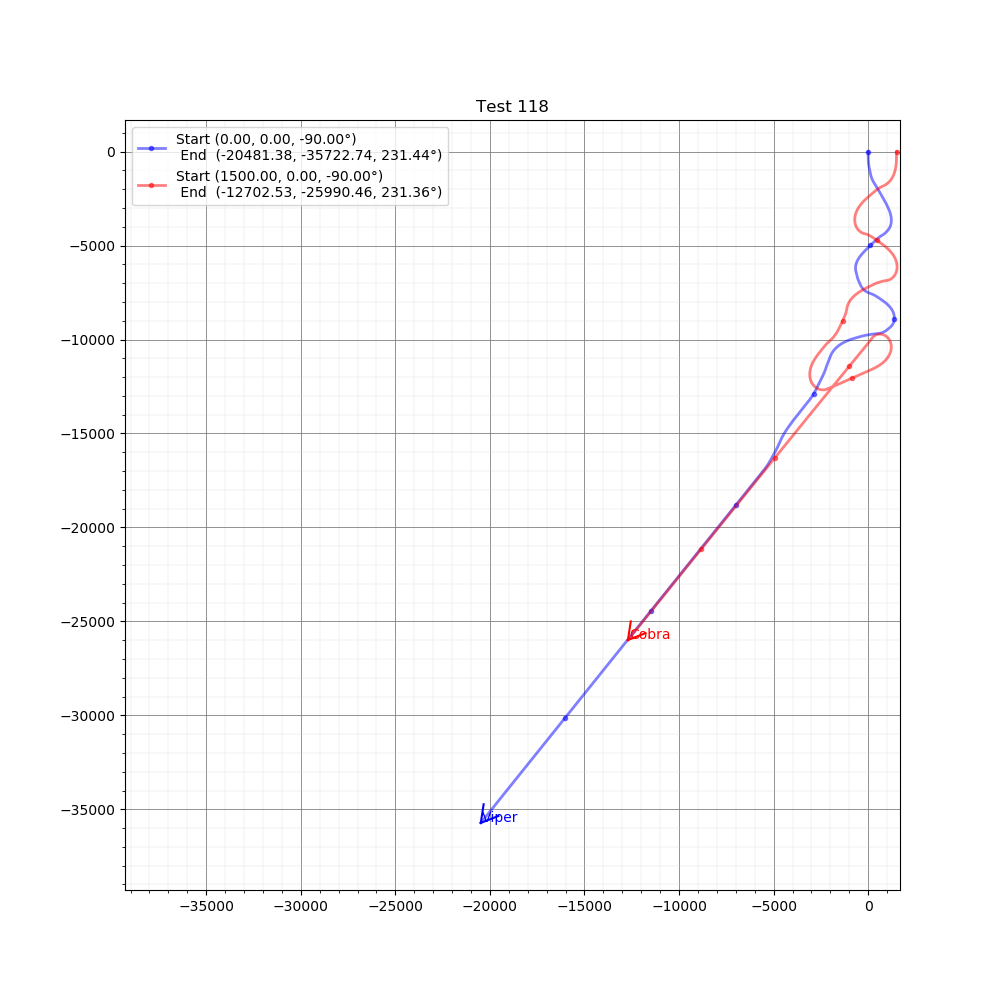 Test 118
Start (0.00, 0.00, -90.00°)
End (-20481.38, -35722.74, 231.44°)
Start (1500.00, 0.00, -90.00°)
End (-12702.53, -25990.46, 231.36°)
0
−5000
−10000
−15000
−20000
−25000
−30000
−35000
Cobra
Viper
−35000 −30000 −25000 −20000 −15000 −10000 −5000 0